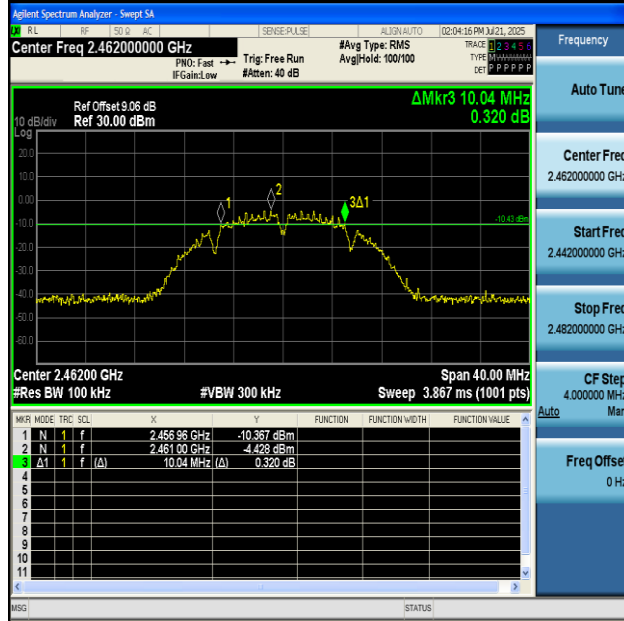 Agilent Spectrum Analyzer - Swept SA
RL RF 50 Ω AC SENSE:PULSE ALIGN AUTO 02:04:16 PM Jul 21, 2025
Center Freq 2.462000000 GHz
#Avg Type: RMS
TRACE 1 2 3 4 5 6
PNO: Fast Trig: Free Run Avg|Hold: 100/100
TYPE M
IFGain:Low #Atten: 40 dB
DET P P P P P P
ΔMkr3 10.04 MHz
0.320 dB
Ref Offset 9.06 dB
10 dB/div Ref 30.00 dBm
Log
20.0
10.0
0.00
-10.0
-20.0
-30.0
-40.0
-50.0
-60.0
1
2
3Δ1
-10.43 dBm
Center 2.46200 GHz Span 40.00 MHz
#Res BW 100 kHz #VBW 300 kHz Sweep 3.867 ms (1001 pts)
MKR MODE TRC SCL X Y FUNCTION FUNCTION WIDTH FUNCTION VALUE
1 N 1 f 2.456 96 GHz -10.367 dBm
2 N 1 f 2.461 00 GHz -4.428 dBm
3 Δ1 1 f (Δ) 10.04 MHz (Δ) 0.320 dB
4
5
6
7
8
9
10
11
MSG STATUS
Frequency
Auto Tune
Center Freq
2.462000000 GHz
Start Freq
2.442000000 GHz
Stop Freq
2.482000000 GHz
CF Step
4.000000 MHz
Auto Man
Freq Offset
0 Hz